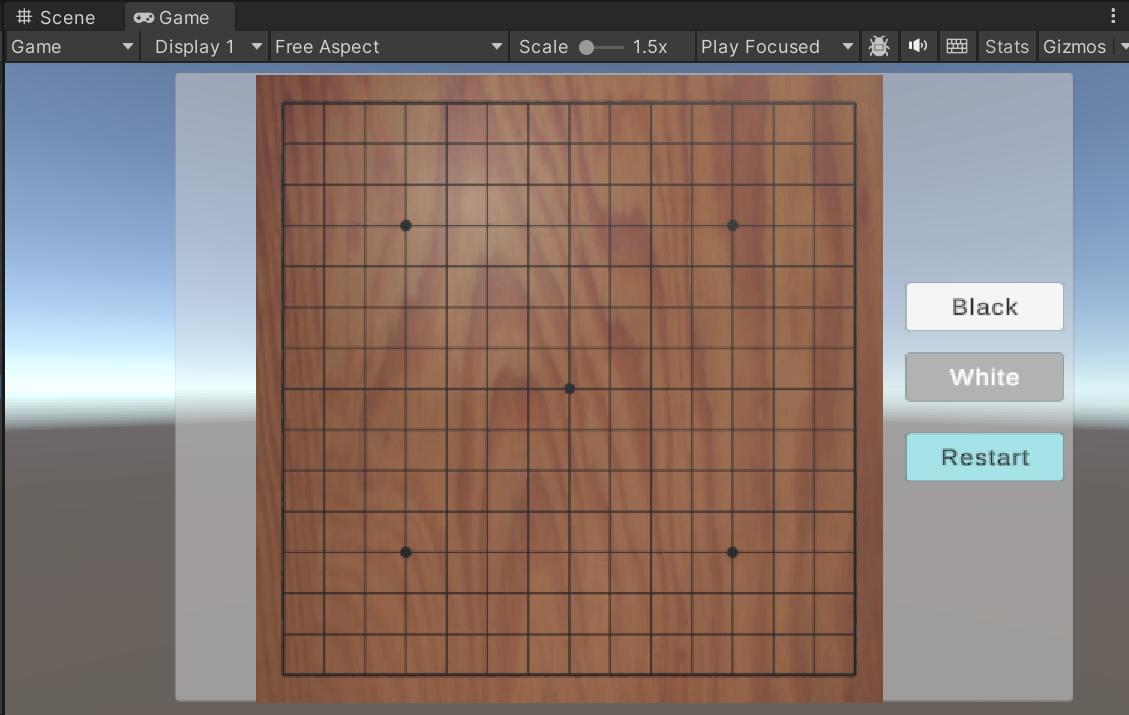 Scene Game
Game Display 1 Free Aspect Scale 1.5x Play Focused Stats Gizmos
Black
White
Restart